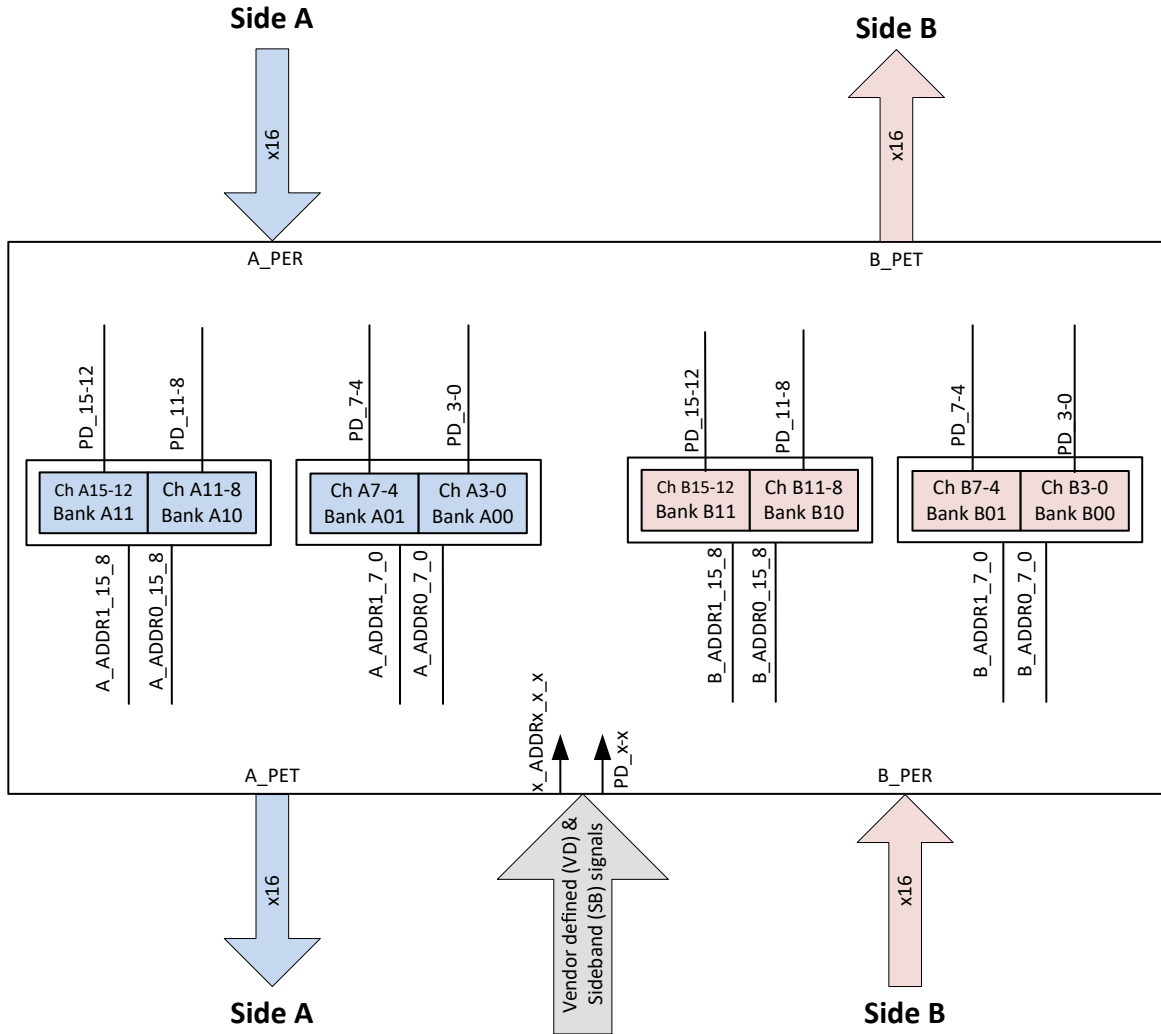 Side A
Side B
x16
x16
A_PER
B_PET
PD_15-12
PD_11-8
PD_7-4
PD_3-0
PD_15-12
PD_11-8
PD_7-4
PD_3-0
Ch A15-12
Bank A11
Ch A11-8
Bank A10
Ch A7-4
Bank A01
Ch A3-0
Bank A00
Ch B15-12
Bank B11
Ch B11-8
Bank B10
Ch B7-4
Bank B01
Ch B3-0
Bank B00
A_ADDR1_15_8
A_ADDR0_15_8
A_ADDR1_7_0
A_ADDR0_7_0
B_ADDR1_15_8
B_ADDR0_15_8
B_ADDR1_7_0
B_ADDR0_7_0
x_ADDRx_x_x
PD_x-x
A_PET
B_PER
x16
Vendor defined (VD) &
Sideband (SB) signals
x16
Side A
Side B